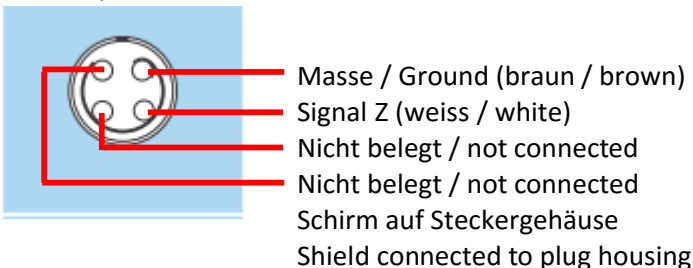 Masse / Ground (braun / brown)
Signal Z (weiss / white)
Nicht belegt / not connected
Nicht belegt / not connected
Schirm auf Steckergehäuse
Shield connected to plug housing